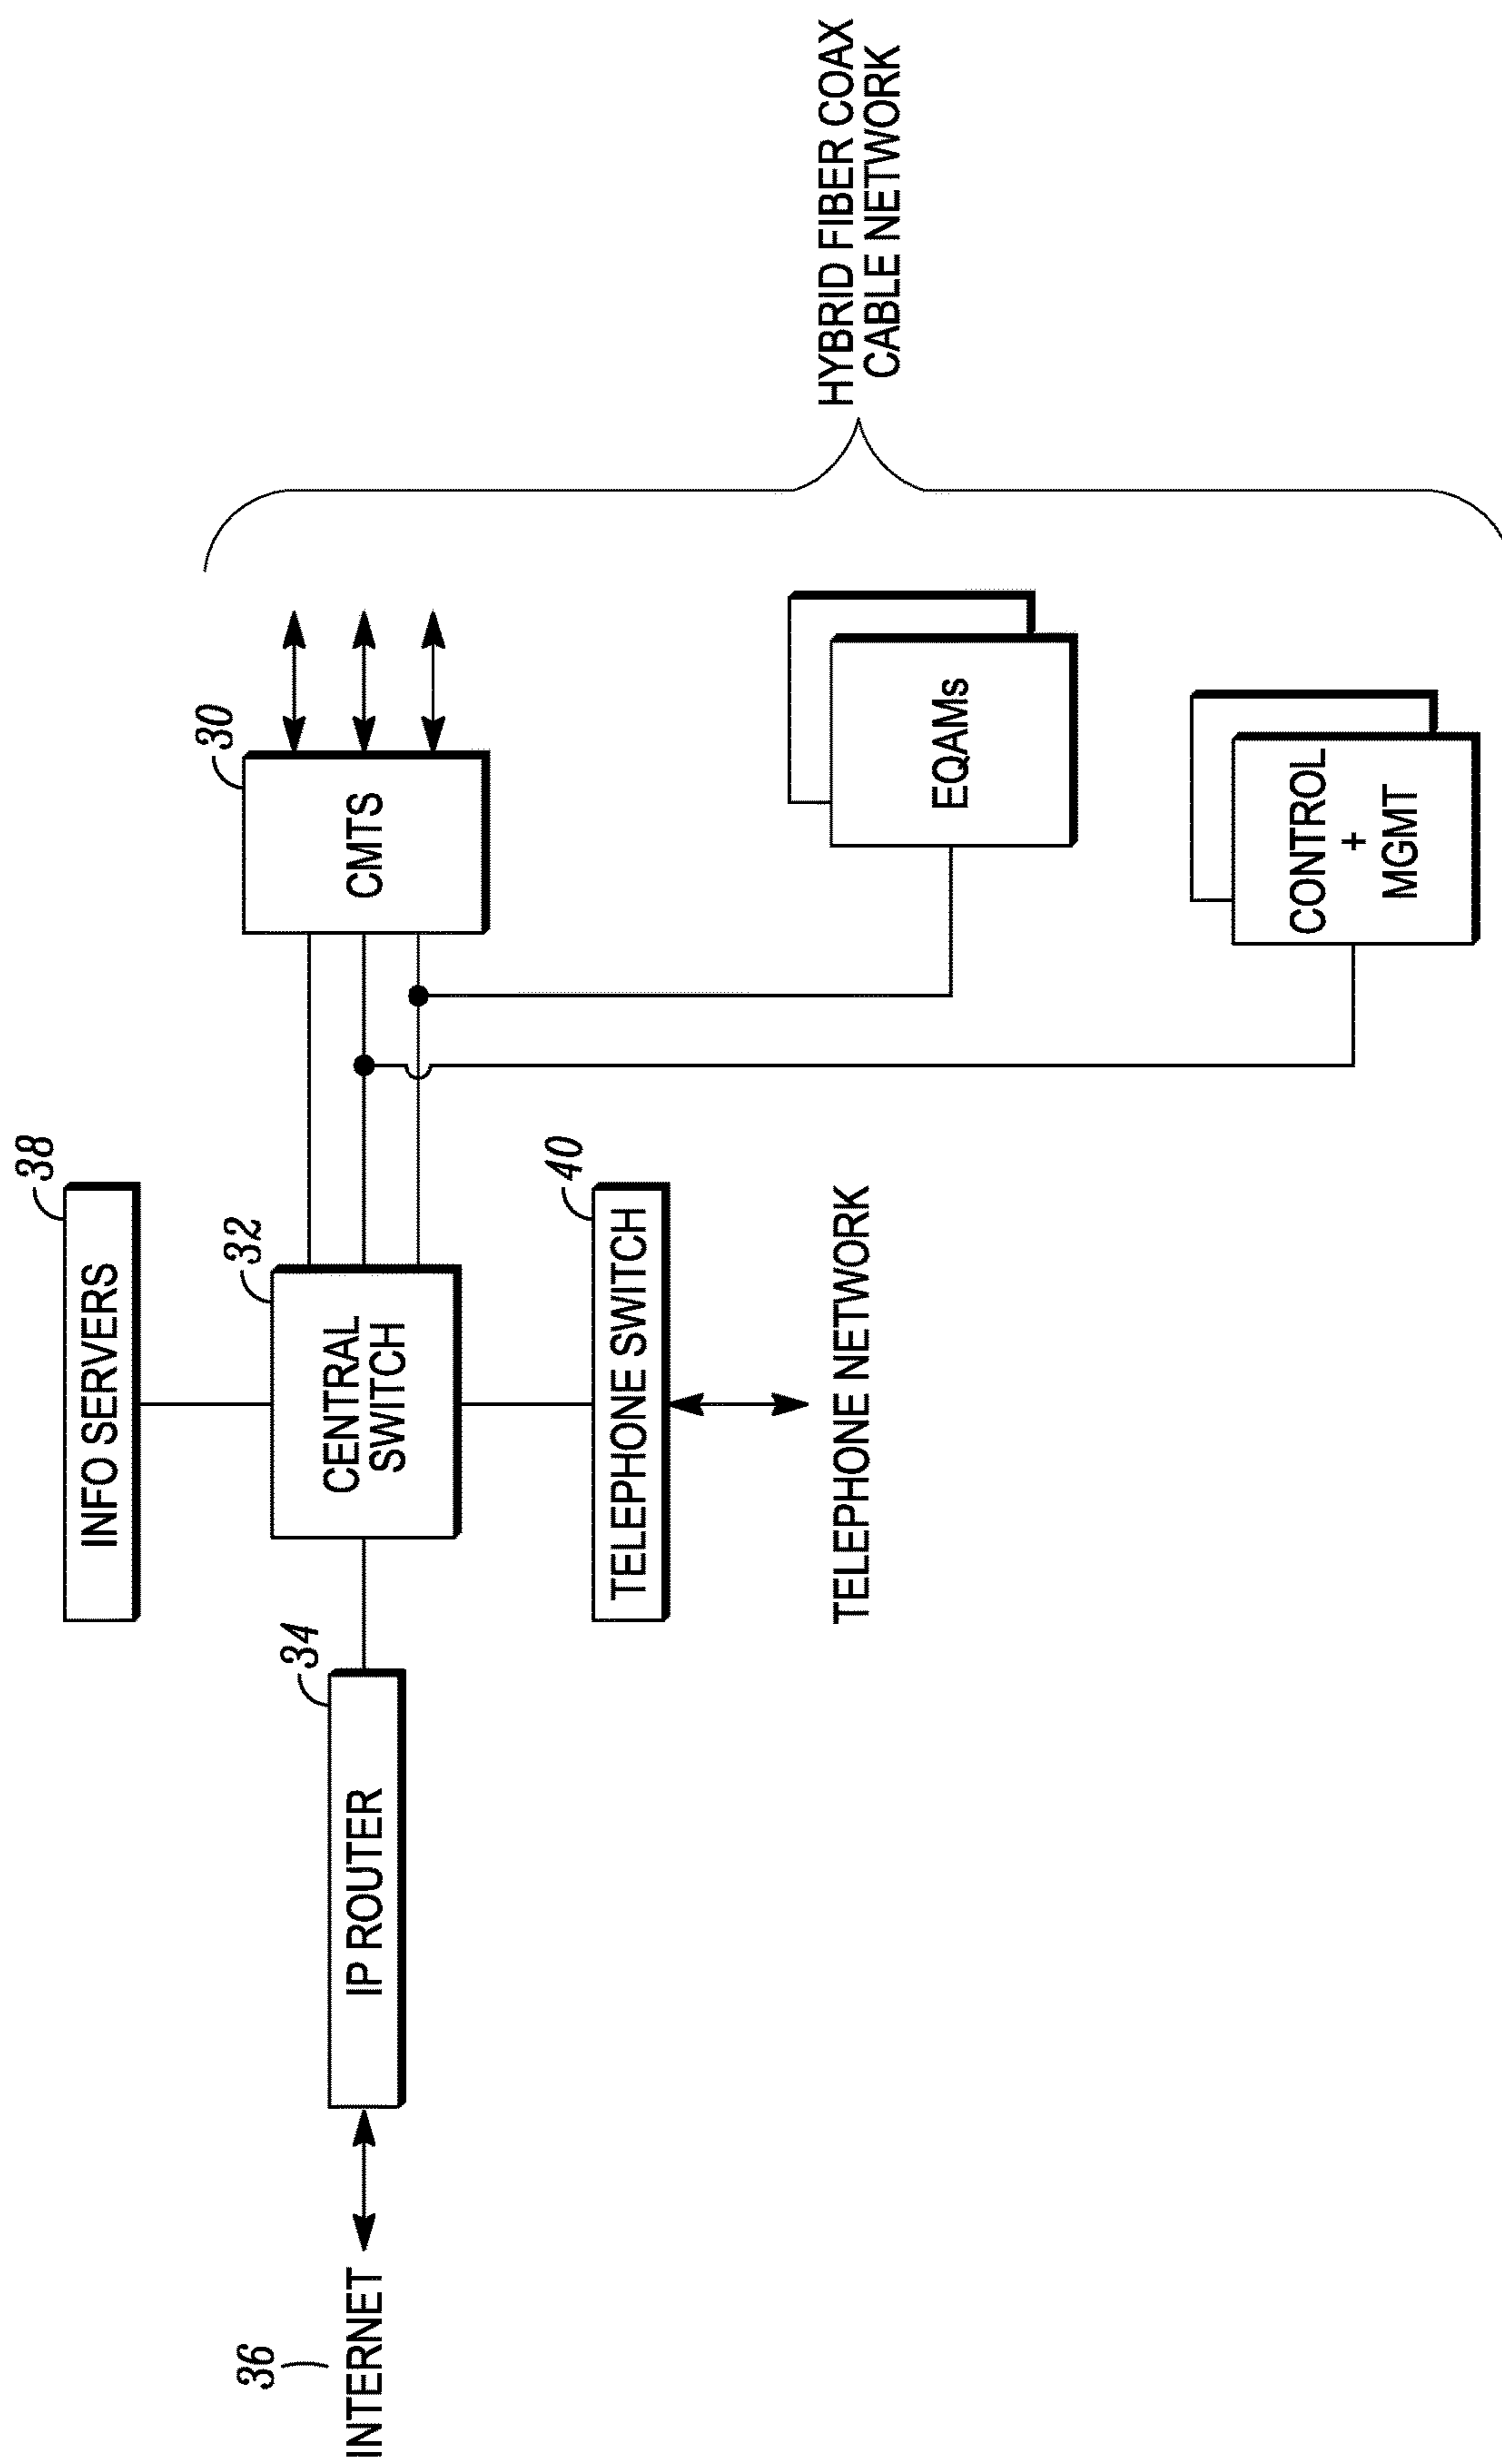 38
INFO SERVERS
36
INTERNET
34
IP ROUTER
32
CENTRAL
SWITCH
30
CMTS
40
TELEPHONE SWITCH
TELEPHONE NETWORK
EQAMs
CONTROL
+
MGMT
HYBRID FIBER COAX
CABLE NETWORK